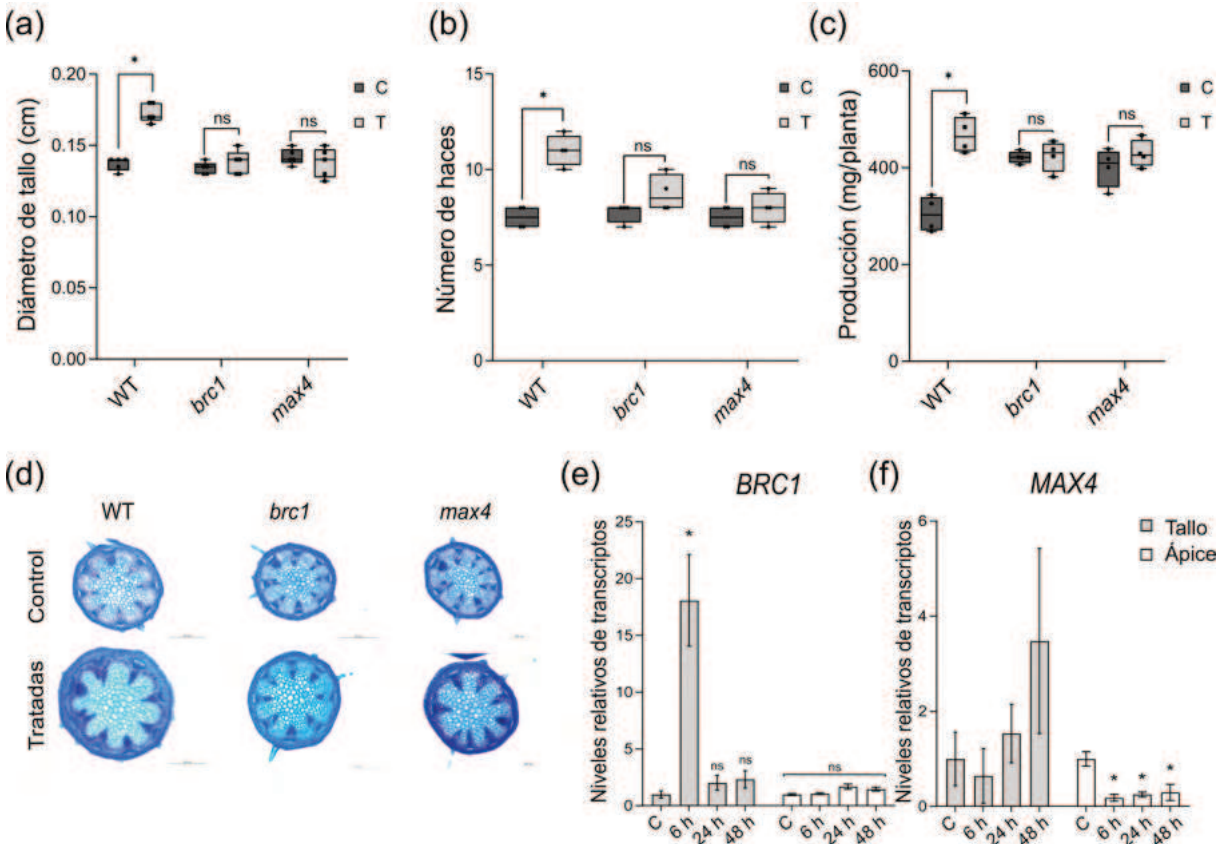 (a)
Diámetro de tallo (cm)
0.20
0.15
0.10
0.05
0.00
*
ns
ns
C
T
WT
brc1
max4
(b)
Número de haces
15
10
5
0
*
ns
ns
C
T
WT
brc1
max4
(c)
Producción (mg/planta)
600
400
200
0
*
ns
ns
C
T
WT
brc1
max4
(d)
WT
brc1
max4
Control
Tratadas
(e)
BRC1
Niveles relativos de transcriptos
25
20
15
10
5
0
*
ns
ns
ns
C
6 h
24 h
48 h
C
6 h
24 h
48 h
(f)
MAX4
Niveles relativos de transcriptos
6
4
2
0
Tallo
Ápice
*
*
*
C
6 h
24 h
48 h
C
6 h
24 h
48 h